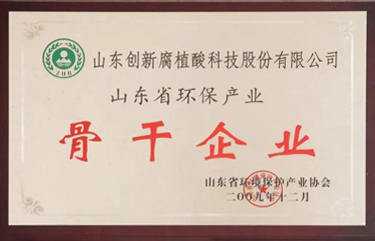 山东创新腐植酸科技股份有限公司
山东省环保产业
骨干企业
山东省环境保护产业协会
二〇〇九年十二月